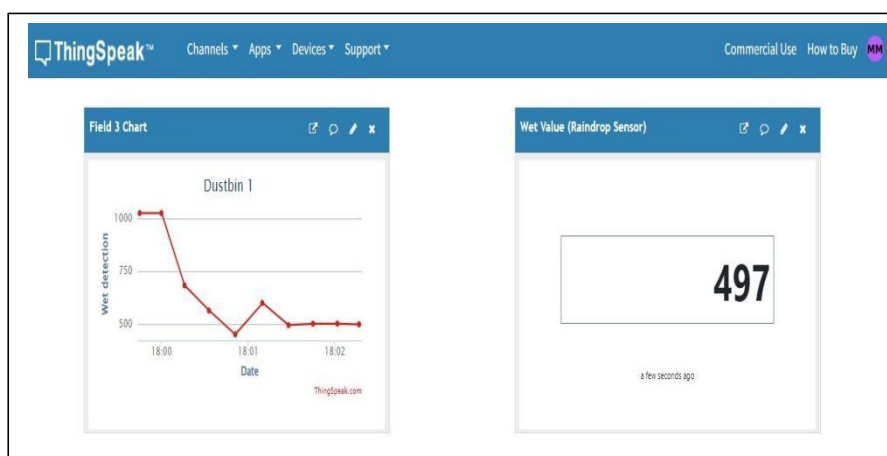 ThingSpeak™ Channels Apps Devices Support Commercial Use How to Buy MM
Field 3 Chart
Dustbin 1
Wet detection
1000
750
500
18:00 18:01 18:02
Date
ThingSpeak.com
Wet Value (Raindrop Sensor)
497
a few seconds ago